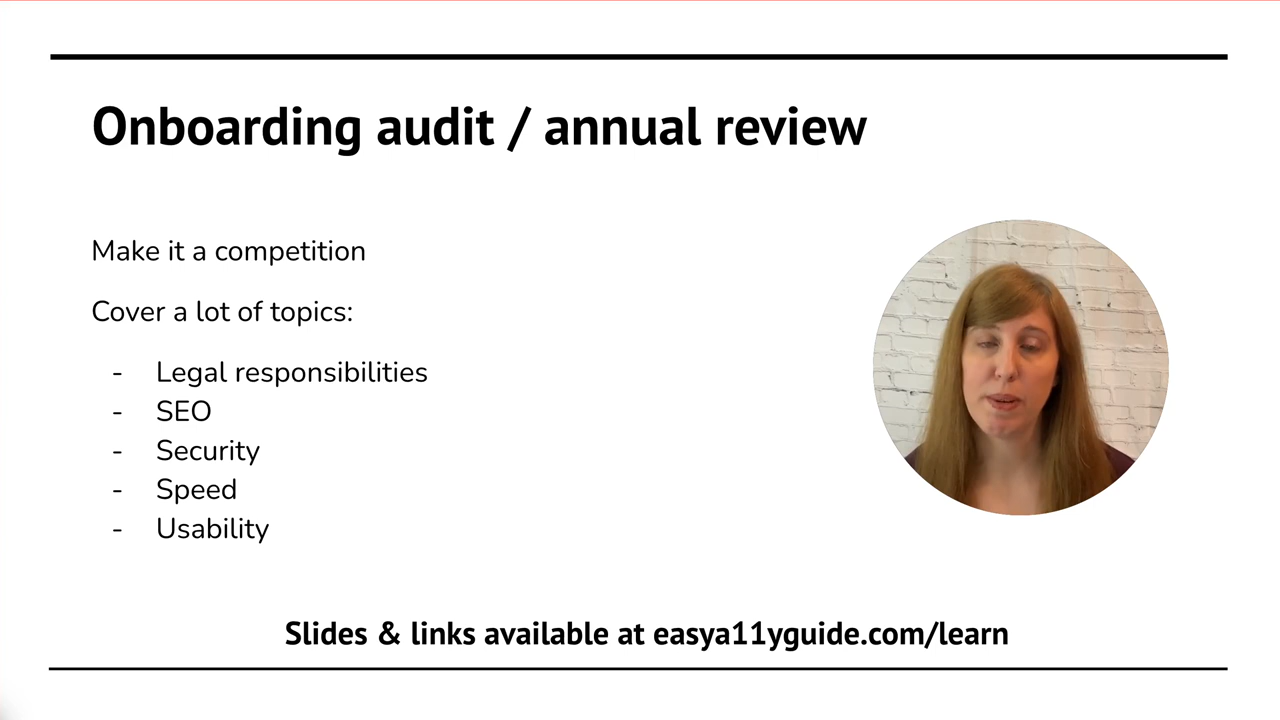 Onboarding audit / annual review
Make it a competition
Cover a lot of topics:
- Legal responsibilities
- SEO
- Security
- Speed
- Usability
Slides & links available at easya11yguide.com/learn